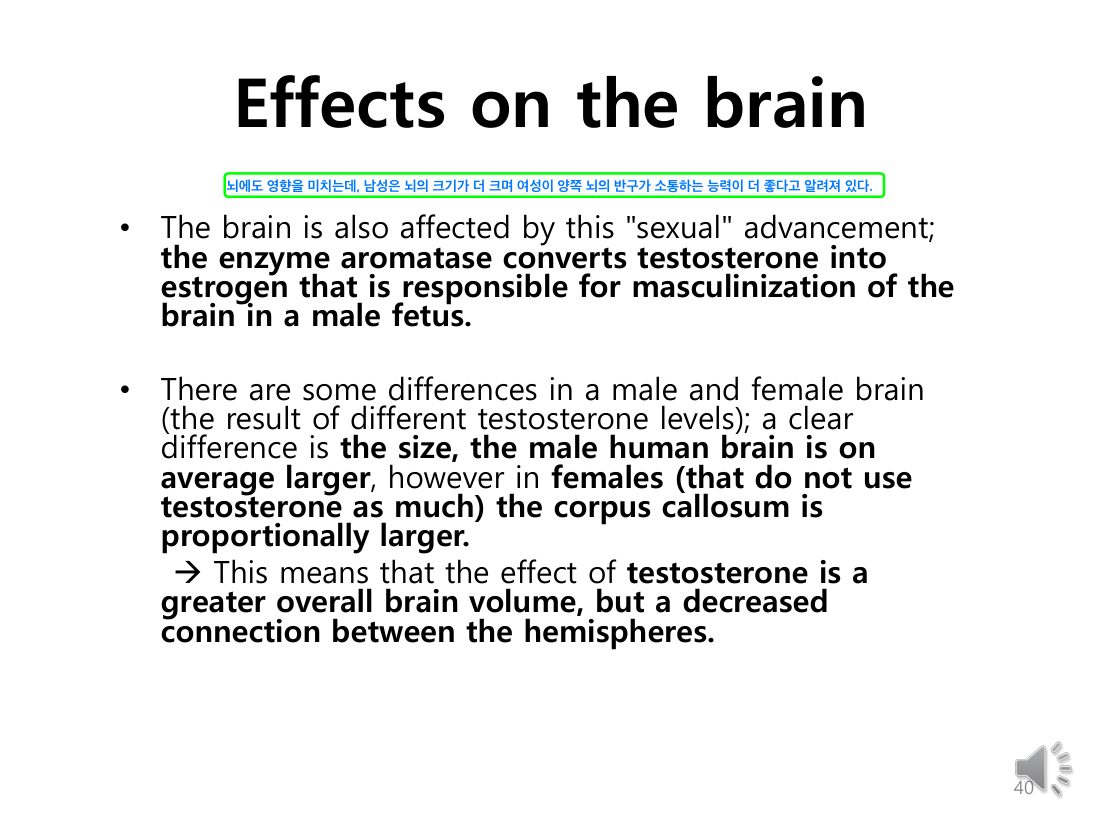 Effects on the brain
뇌에도 영향을 미치는데, 남성은 뇌의 크기가 더 크며 여성이 양쪽 뇌의 반구가 소통하는 능력이 더 좋다고 알려져 있다.
• The brain is also affected by this "sexual" advancement;
the enzyme aromatase converts testosterone into
estrogen that is responsible for masculinization of the
brain in a male fetus.
• There are some differences in a male and female brain
(the result of different testosterone levels); a clear
difference is the size, the male human brain is on
average larger, however in females (that do not use
testosterone as much) the corpus callosum is
proportionally larger.
→ This means that the effect of testosterone is a
greater overall brain volume, but a decreased
connection between the hemispheres.
40